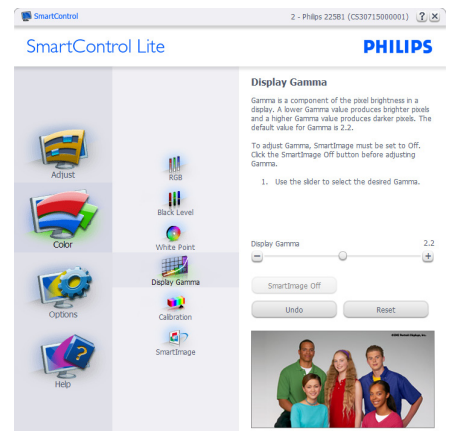 SmartControl
2 - Philips 225B1 (CS30715000001)
SmartControl Lite
PHILIPS
Adjust
Color
Options
Help
RGB
Black Level
White Point
Display Gamma
Calibration
SmartImage
Display Gamma
Gamma is a component of the pixel brightness in a
display. A lower Gamma value produces brighter pixels
and a higher Gamma value produces darker pixels. The
default value for Gamma is 2.2.
To adjust Gamma, SmartImage must be set to Off.
Click the SmartImage Off button before adjusting
Gamma.
1. Use the slider to select the desired Gamma.
Display Gamma 2.2
SmartImage Off
Undo Reset